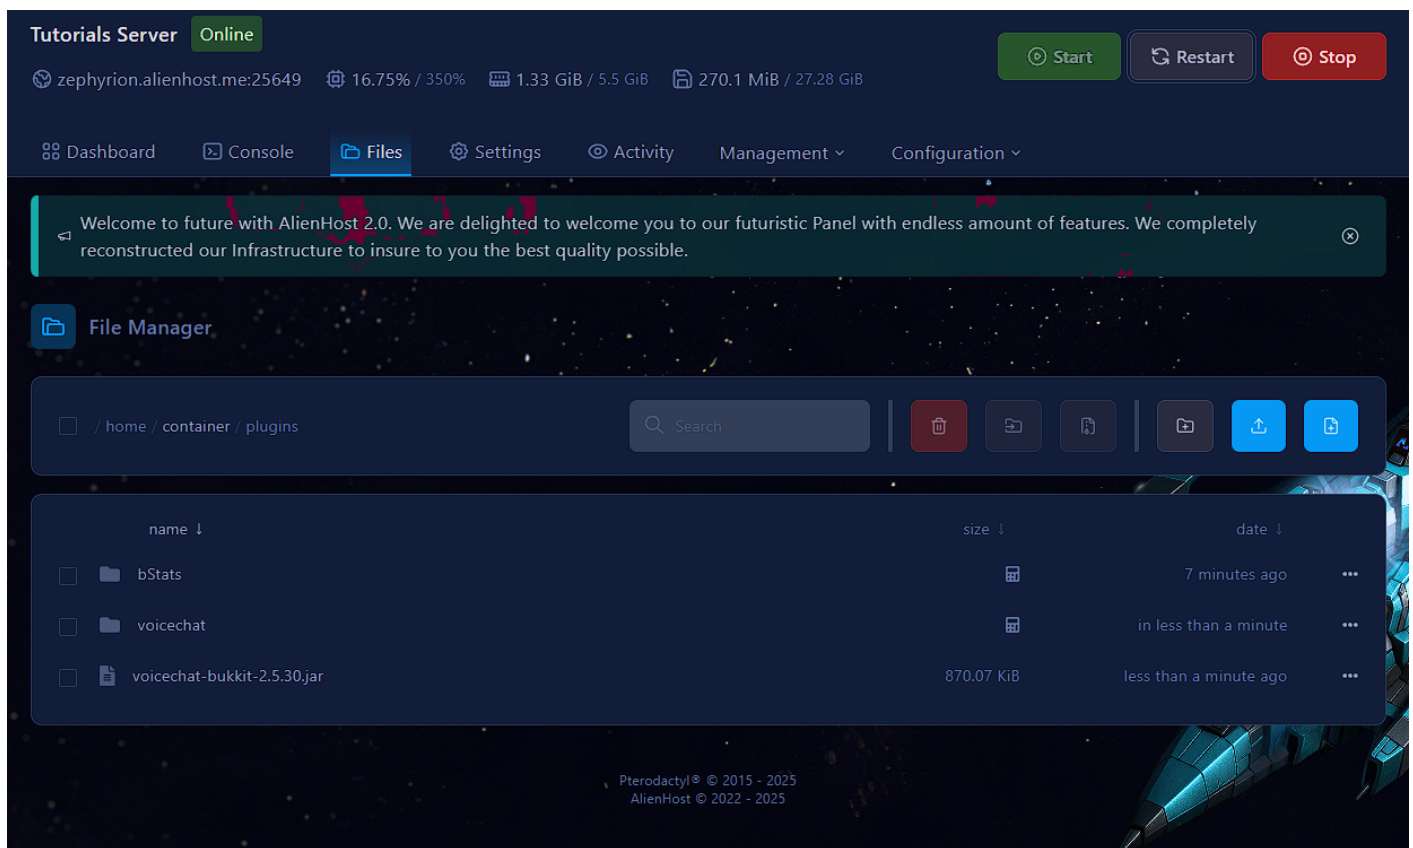 Tutorials Server Online
zephyrion.alienhost.me:25649 16.75% / 350% 1.33 GiB / 5.5 GiB 270.1 MiB / 27.28 GiB
Start Restart Stop
Dashboard Console Files Settings Activity Management Configuration
Welcome to future with AlienHost 2.0. We are delighted to welcome you to our futuristic Panel with endless amount of features. We completely
reconstructed our Infrastructure to insure to you the best quality possible.
File Manager
/ home / container / plugins Search
name ↓ size ↓ date ↓
bStats 7 minutes ago
voicechat in less than a minute
voicechat-bukkit-2.5.30.jar 870.07 KiB less than a minute ago
Pterodactyl® © 2015 - 2025
AlienHost © 2022 - 2025